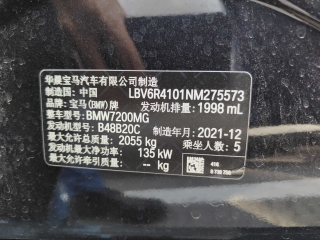 华晨宝马汽车有限公司制造
制造国：中国 LBV6R4101NM275573
品牌：宝马(BMW)牌 发动机排量：1998 mL
整车型号：BMW7200MG
发动机型号：B48B20C 制造年月：2021-12
最大允许总质量：2055 kg 乘坐人数：5
发动机最大净功率：135 kW
最大允许牵引质量：-- kg